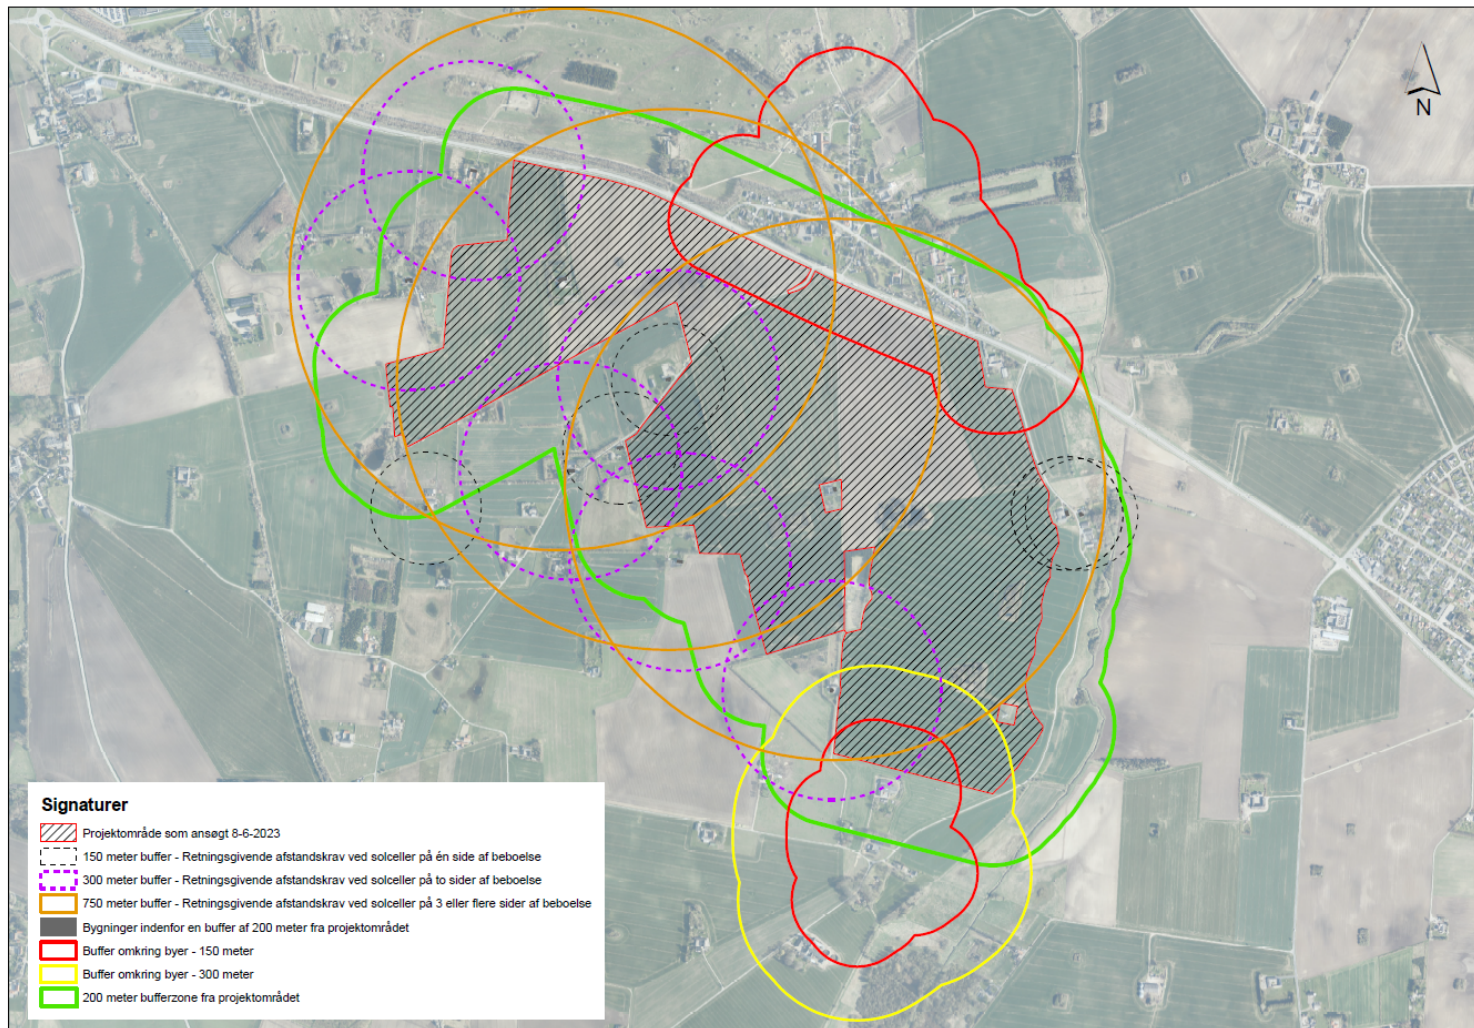 N
Signaturer
Projektområde som ansøgt 8-6-2023
150 meter buffer - Retningsgivende afstandskrav ved solceller på én side af beboelse
300 meter buffer - Retningsgivende afstandskrav ved solceller på to sider af beboelse
750 meter buffer - Retningsgivende afstandskrav ved solceller på 3 eller flere sider af beboelse
Bygninger indenfor en buffer af 200 meter fra projektområdet
Buffer omkring byer - 150 meter
Buffer omkring byer - 300 meter
200 meter bufferzone fra projektområdet